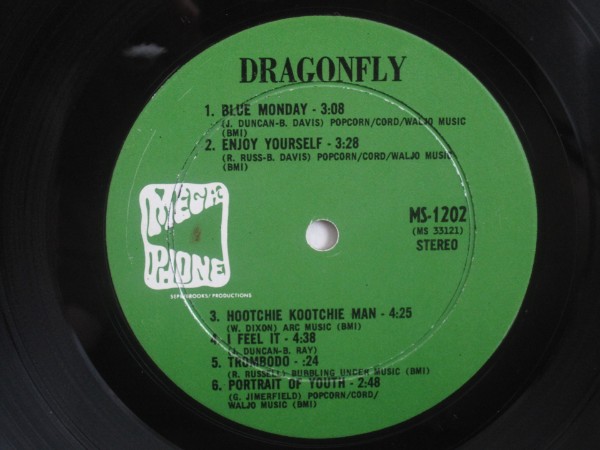 DRAGONFLY
1. BLUE MONDAY - 3:08
(J. DUNCAN-B. DAVIS) POPCORN/CORD/WALJO MUSIC
(BMI)
2. ENJOY YOURSELF - 3:28
(R. RUSS-B. DAVIS) POPCORN/CORD/WALJO MUSIC
(BMI)
MEGA
PHONE
MS-1202
(MS 33121)
STEREO
PRODUCTIONS
3. HOOTCHIE KOOTCHIE MAN - 4:25
(W. DIXON) ARC MUSIC (BMI)
4. I FEEL IT - 4:38
(J. DUNCAN-B. RAY)
5. TROMBODO - :24
(R. RUSSELL) BUBBLING UNDER MUSIC (BMI)
6. PORTRAIT OF YOUTH - 2:48
(G. JIMERFIELD) POPCORN/CORD/
WALJO MUSIC (BMI)